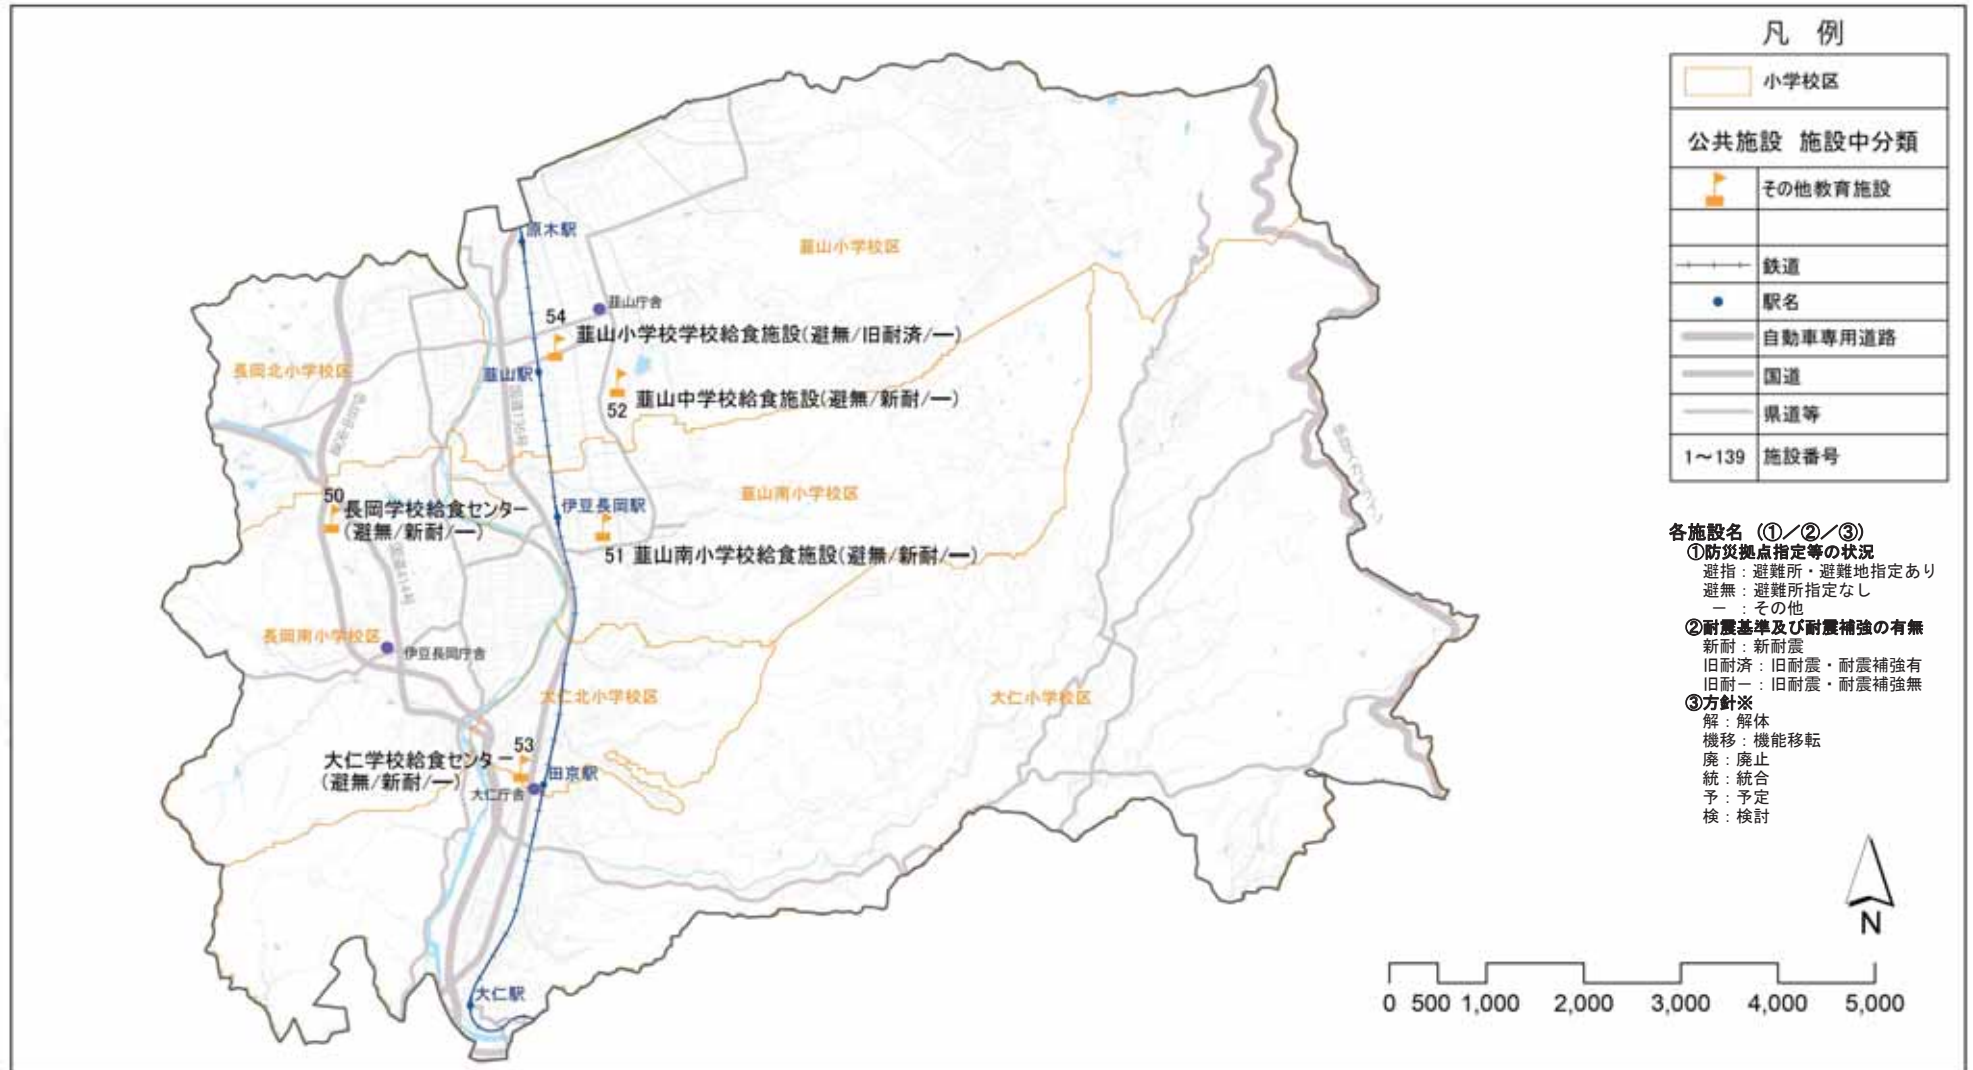 凡 例
小学校区
公共施設 施設中分類
その他教育施設
鉄道
駅名
自動車専用道路
国道
県道等
1～139 施設番号
各施設名 (①／②／③)
①防災拠点指定等の状況
避指：避難所・避難地指定あり
避無：避難所指定なし
－ ：その他
②耐震基準及び耐震補強の有無
新耐：新耐震
旧耐済：旧耐震・耐震補強有
旧耐－：旧耐震・耐震補強無
③方針※
解：解体
機移：機能移転
廃：廃止
統：統合
予：予定
検：検討
N
0 500 1,000 2,000 3,000 4,000 5,000
原木駅
韮山小学校区
韮山庁舎
54
韮山小学校学校給食施設(避無/旧耐済/―)
長岡北小学校区
韮山駅
52
韮山中学校給食施設(避無/新耐/―)
国道136号
50
長岡学校給食センター
(避無/新耐/―)
伊豆長岡駅
韮山南小学校区
51 韮山南小学校給食施設(避無/新耐/―)
国道414号
長岡南小学校区
伊豆長岡庁舎
大仁北小学校区
大仁小学校区
53
大仁学校給食センター
(避無/新耐/―)
田京駅
大仁庁舎
大仁駅